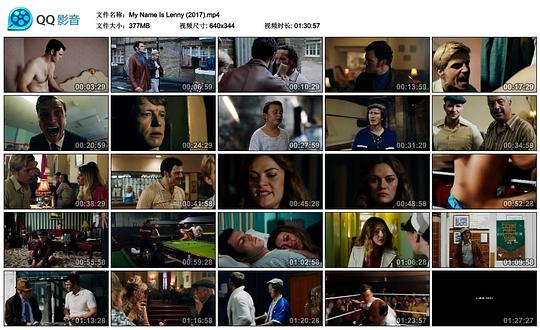 QQ影音
文件名称: My Name Is Lenny (2017).mp4
文件大小: 377MB 视频尺寸: 640x344 视频时长: 01:30:57
00:03:29 00:06:59 00:10:29 00:13:59 00:17:29
00:20:59 00:24:29 00:27:59 00:31:29 00:34:59
00:38:29 00:41:58 00:45:28 00:48:58
00:55:58 00:59:28 01:02:58 01:06:28 01:09:58
01:13:28 01:16:58 01:20:28 01:23:57 01:27:27